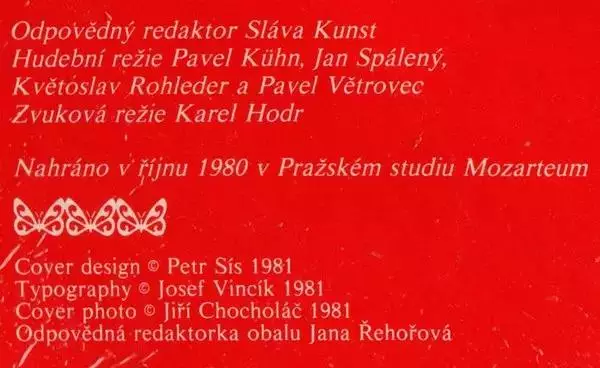 Odpovědný redaktor Sláva Kunst
Hudební režie Pavel Kühn, Jan Spálený,
Květoslav Rohleder a Pavel Větrovec
Zvuková režie Karel Hodr
Nahráno v říjnu 1980 v Pražském studiu Mozarteum
Cover design © Petr Sís 1981
Typography © Josef Vincík 1981
Cover photo © Jiří Chocholáč 1981
Odpovědná redaktorka obalu Jana Řehořová